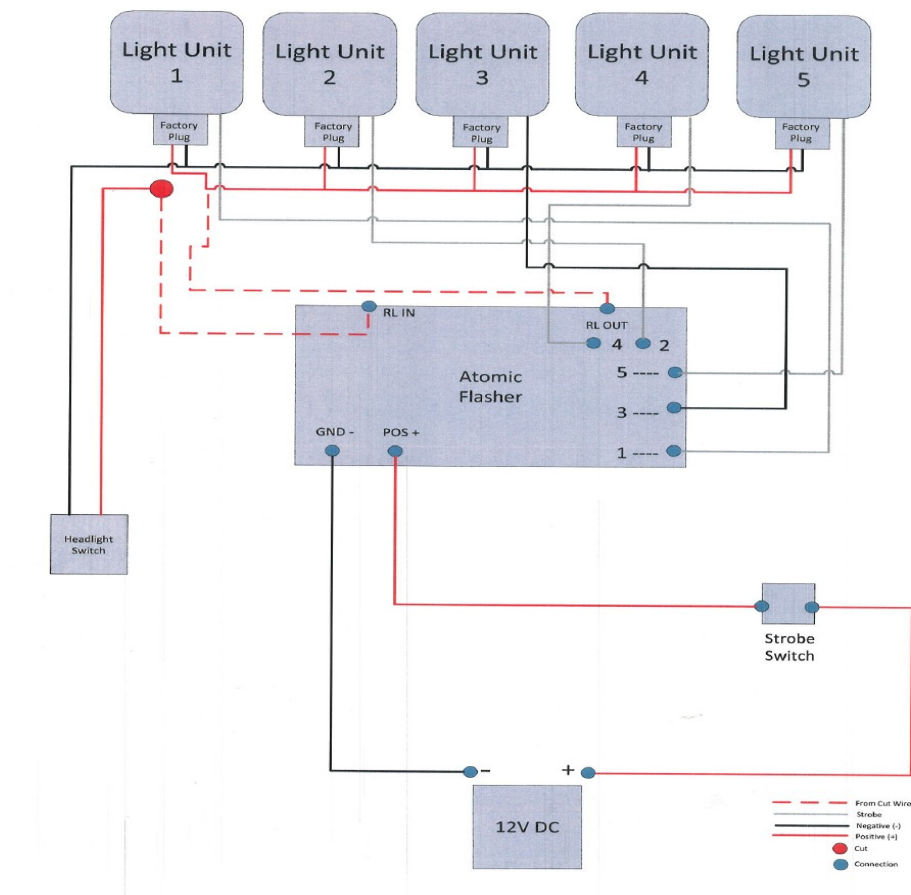 Light Unit
1
Light Unit
2
Light Unit
3
Light Unit
4
Light Unit
5
Factory
Plug
Factory
Plug
Factory
Plug
Factory
Plug
Factory
Plug
RL IN
RL OUT
4 2
5 ----
Atomic
Flasher
3 ----
GND - POS +
1 ----
Headlight
Switch
Strobe
Switch
- +
12V DC
From Cut Wire
Strobe
Negative (-)
Positive (+)
Cut
Connection